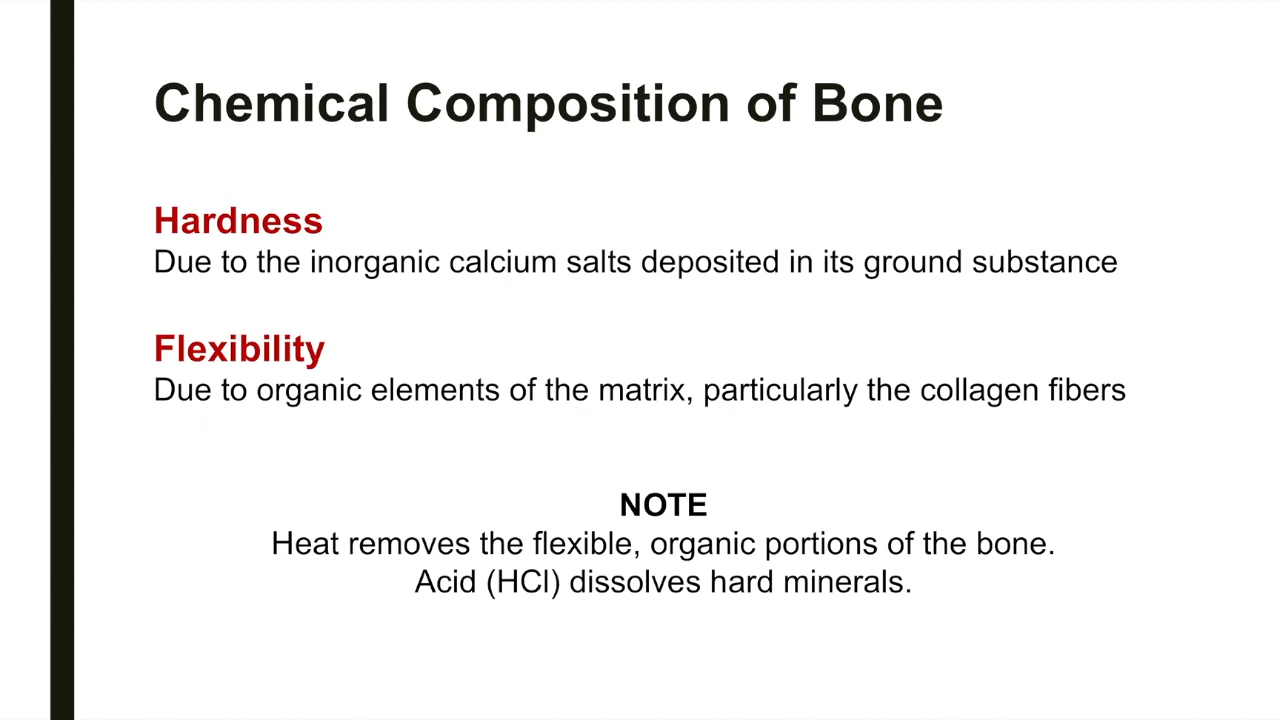 Chemical Composition of Bone
Hardness
Due to the inorganic calcium salts deposited in its ground substance
Flexibility
Due to organic elements of the matrix, particularly the collagen fibers
NOTE
Heat removes the flexible, organic portions of the bone.
Acid (HCl) dissolves hard minerals.